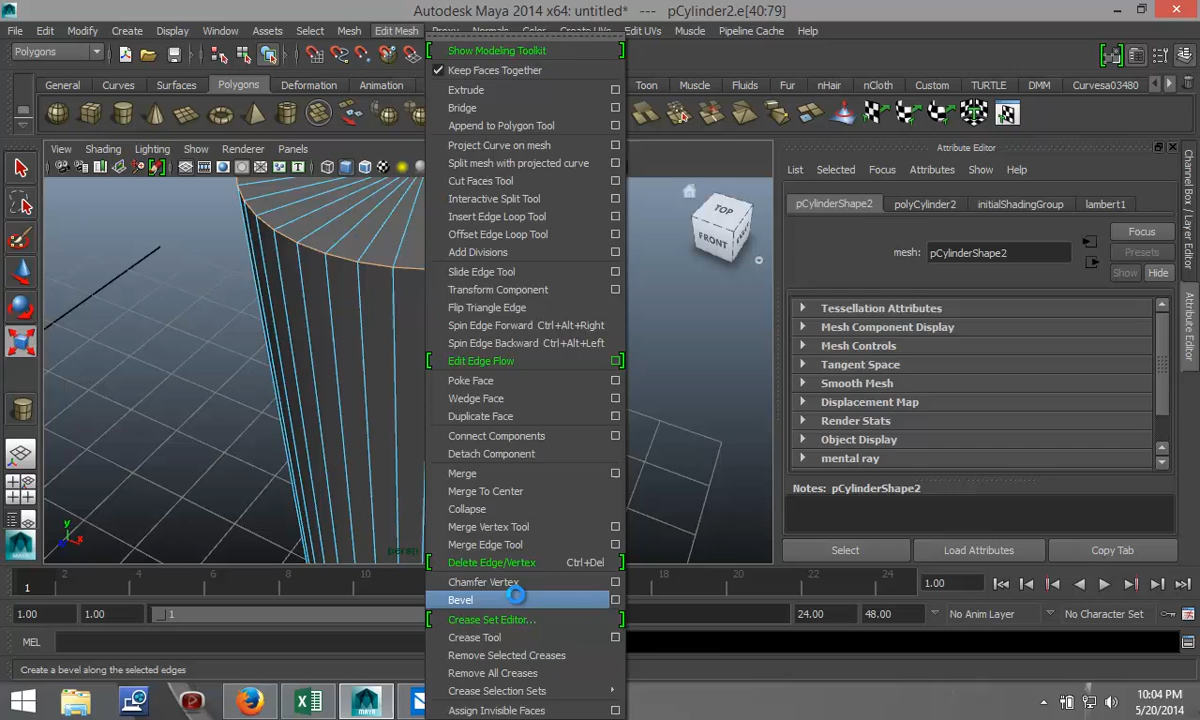 Autodesk Maya 2014 x64: untitled* --- pCylinder2.e[40:79]
File Edit Modify Create Display Window Assets Select Mesh Edit Mesh Proxy Normals Color Create UVs Edit UVs Muscle Pipeline Cache Help
Polygons
General Curves Surfaces Polygons Deformation Animation Toon Muscle Fluids Fur nHair nCloth Custom TURTLE DMM Curvesa03480
View Shading Lighting Show Renderer Panels
Show Modeling Toolkit
Keep Faces Together
Extrude
Bridge
Append to Polygon Tool
Project Curve on mesh
Split mesh with projected curve
Cut Faces Tool
Interactive Split Tool
Insert Edge Loop Tool
Offset Edge Loop Tool
Add Divisions
Slide Edge Tool
Transform Component
Flip Triangle Edge
Spin Edge Forward Ctrl+Alt+Right
Spin Edge Backward Ctrl+Alt+Left
Edit Edge Flow
Poke Face
Wedge Face
Duplicate Face
Connect Components
Detach Component
Merge
Merge To Center
Collapse
Merge Vertex Tool
Merge Edge Tool
Delete Edge/Vertex Ctrl+Del
Chamfer Vertex
Bevel
Crease Set Editor...
Crease Tool
Remove Selected Creases
Remove All Creases
Crease Selection Sets
Assign Invisible Faces
TOP
FRONT
y
x
z
persp
Attribute Editor
List Selected Focus Attributes Show Help
pCylinderShape2 polyCylinder2 initialShadingGroup lambert1
mesh: pCylinderShape2
Focus
Presets
Show Hide
Tessellation Attributes
Mesh Component Display
Mesh Controls
Tangent Space
Smooth Mesh
Displacement Map
Render Stats
Object Display
mental ray
Notes: pCylinderShape2
Select Load Attributes Copy Tab
Channel Box / Layer Editor
Attribute Editor
1 2 4 6 8 10 18 20 22 24 1.00
1.00 1.00 1 24.00 48.00 No Anim Layer No Character Set
MEL
Create a bevel along the selected edges
10:04 PM
5/20/2014